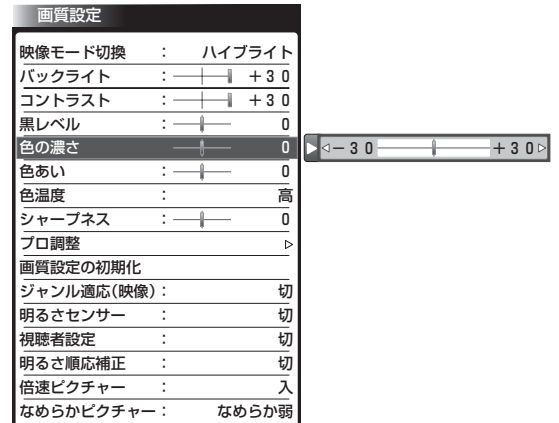 画質設定
映像モード切換 : ハイブライト
バックライト : +30
コントラスト : +30
黒レベル : 0
色の濃さ 0
－30 +30
色あい : 0
色温度 : 高
シャープネス : 0
プロ調整
画質設定の初期化
ジャンル適応(映像) : 切
明るさセンサー : 切
視聴者設定 : 切
明るさ順応補正 : 切
倍速ピクチャー : 入
なめらかピクチャー : なめらか弱